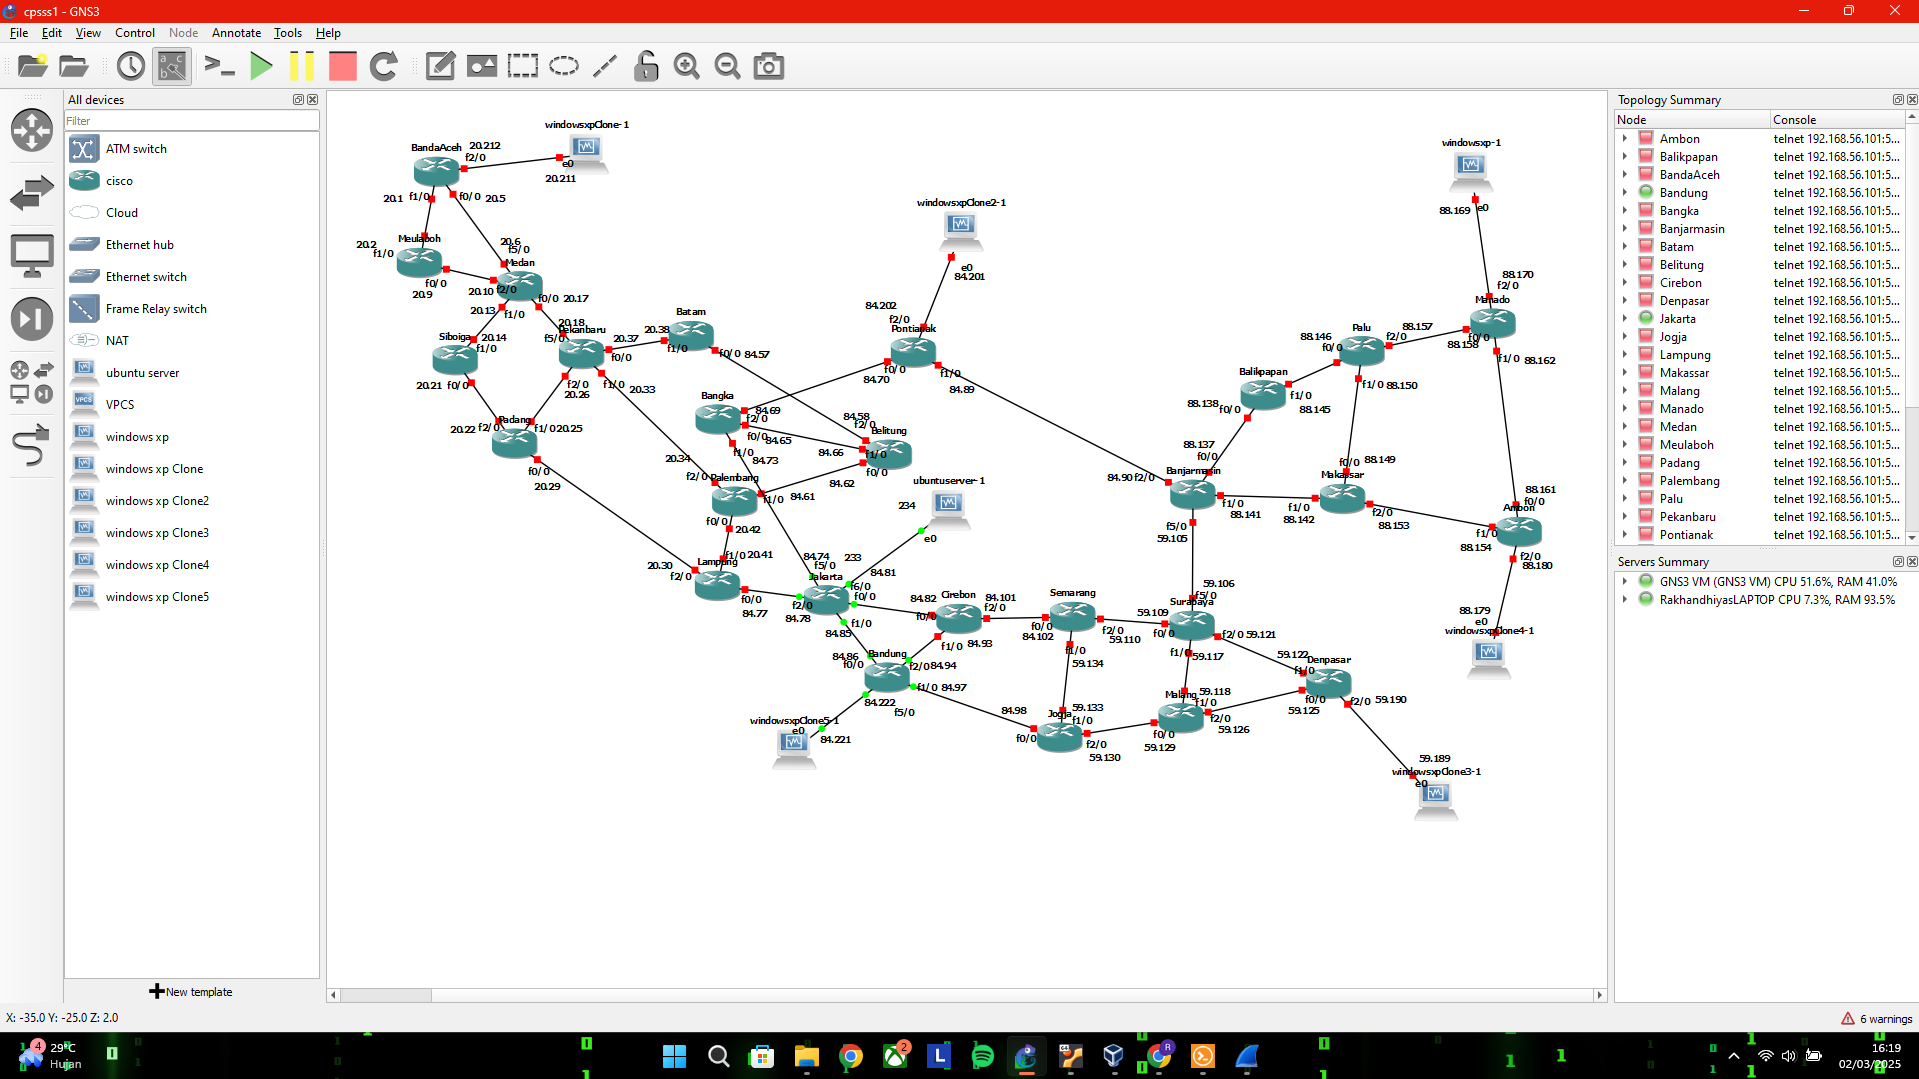 cpsss1 - GNS3
File Edit View Control Node Annotate Tools Help
All devices
Filter
ATM switch
cisco
Cloud
Ethernet hub
Ethernet switch
Frame Relay switch
NAT
ubuntu server
VPCS
windows xp
windows xp Clone
windows xp Clone2
windows xp Clone3
windows xp Clone4
windows xp Clone5
New template
windowsxpClone-1
e0
20.211
BandaAceh
20.212
f2/0
20.1 f1/0
f0/0 20.5
Meulaboh
20.2
f1/0
f0/0
20.9
20.6
f5/0
Medan
20.10 f2/0
f0/0 20.17
20.13 f1/0
Siboiga
20.14
f1/0
20.21 f0/0
20.18
Pekanbaru
f5/0
20.37
f0/0
f2/0
20.26
f1/0
20.33
Padang
20.22 f2/0
f1/0 20.25
f0/0
20.29
Batam
20.38
f1/0
f0/0 84.57
windowsxpClone2-1
e0
84.201
84.202
f2/0
Pontianak
f0/0
84.70
f1/0
84.89
Bangka
84.69
f2/0
f0/0
84.65
f1/0
84.73
84.58
f2/0
Belitung
84.66
f1/0
f0/0
84.62
20.34
f2/0
Palembang
f1/0 84.61
f0/0
20.42
ubuntuserver-1
234
e0
f1/0 20.41
Lampung
20.30
f2/0
f0/0
84.77
84.74
f5/0
233
Jakarta
84.81
f6/0
f0/0
f2/0
84.78
f1/0
84.85
84.82
Cirebon
84.101
f2/0
f0/0
f1/0 84.93
Bandung
84.86
f0/0
f2/0 84.94
f1/0 84.97
84.222
f5/0
windowsxpClone5-1
e0
84.221
Semarang
f0/0
84.102
f2/0
59.110
f1/0
59.134
Jogja
84.98
f0/0
59.133
f1/0
f2/0
59.130
59.106
f5/0
Surabaya
59.109
f0/0
f2/0 59.121
f1/0
59.117
Malang
59.118
f1/0
f2/0
59.126
f0/0
59.129
59.122
f1/0
Denpasar
f0/0
59.125
f2/0
59.190
59.189
windowsxpClone3-1
e0
88.137
f0/0
Banjarmasin
84.90 f2/0
f1/0
88.141
f5/0
59.105
Balikpapan
88.138
f0/0
f1/0
88.145
Palu
88.146
f0/0
f2/0
88.157
f1/0 88.150
f0/0
88.149
Makassar
f1/0
88.142
f2/0
88.153
windowsxp-1
88.169
e0
88.170
f2/0
Manado
f0/0
88.158
f1/0 88.162
88.161
f0/0
Ambon
f1/0
88.154
f2/0
88.180
88.179
e0
windowsxpClone4-1
Topology Summary
Node Console
Ambon telnet 192.168.56.101:5...
Balikpapan telnet 192.168.56.101:5...
BandaAceh telnet 192.168.56.101:5...
Bandung telnet 192.168.56.101:5...
Bangka telnet 192.168.56.101:5...
Banjarmasin telnet 192.168.56.101:5...
Batam telnet 192.168.56.101:5...
Belitung telnet 192.168.56.101:5...
Cirebon telnet 192.168.56.101:5...
Denpasar telnet 192.168.56.101:5...
Jakarta telnet 192.168.56.101:5...
Jogja telnet 192.168.56.101:5...
Lampung telnet 192.168.56.101:5...
Makassar telnet 192.168.56.101:5...
Malang telnet 192.168.56.101:5...
Manado telnet 192.168.56.101:5...
Medan telnet 192.168.56.101:5...
Meulaboh telnet 192.168.56.101:5...
Padang telnet 192.168.56.101:5...
Palembang telnet 192.168.56.101:5...
Palu telnet 192.168.56.101:5...
Pekanbaru telnet 192.168.56.101:5...
Pontianak telnet 192.168.56.101:5...
Servers Summary
GNS3 VM (GNS3 VM) CPU 51.6%, RAM 41.0%
RakhandhiyasLAPTOP CPU 7.3%, RAM 93.5%
X: -35.0 Y: -25.0 Z: 2.0
6 warnings
4
29°C
Hujan
2
L
R
16:19
02/03/2025